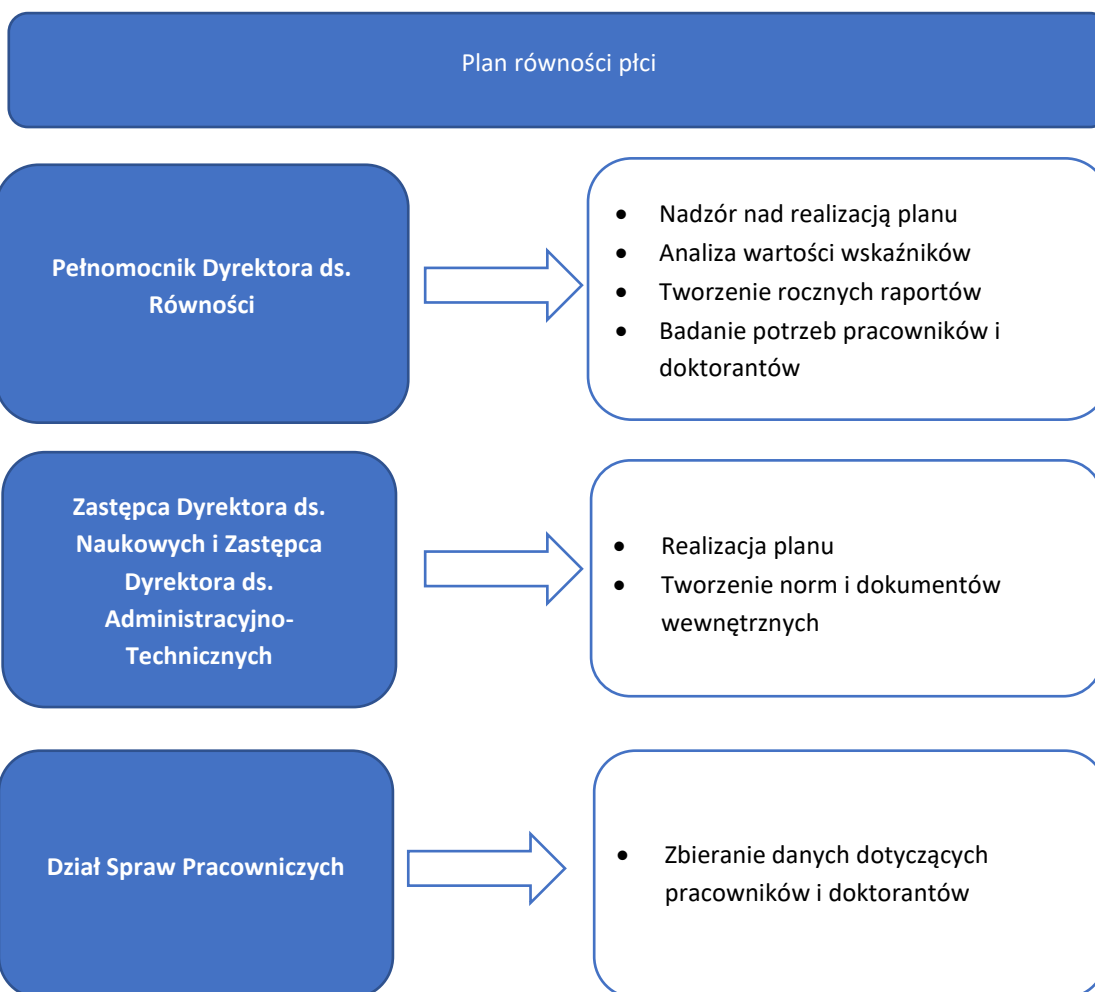 Plan równości płci
Pełnomocnik Dyrektora ds.
Równości
• Nadzór nad realizacją planu
• Analiza wartości wskaźników
• Tworzenie rocznych raportów
• Badanie potrzeb pracowników i
doktorantów
Zastępca Dyrektora ds.
Naukowych i Zastępca
Dyrektora ds.
Administracyjno-
Technicznych
• Realizacja planu
• Tworzenie norm i dokumentów
wewnętrznych
Dział Spraw Pracowniczych
• Zbieranie danych dotyczących
pracowników i doktorantów